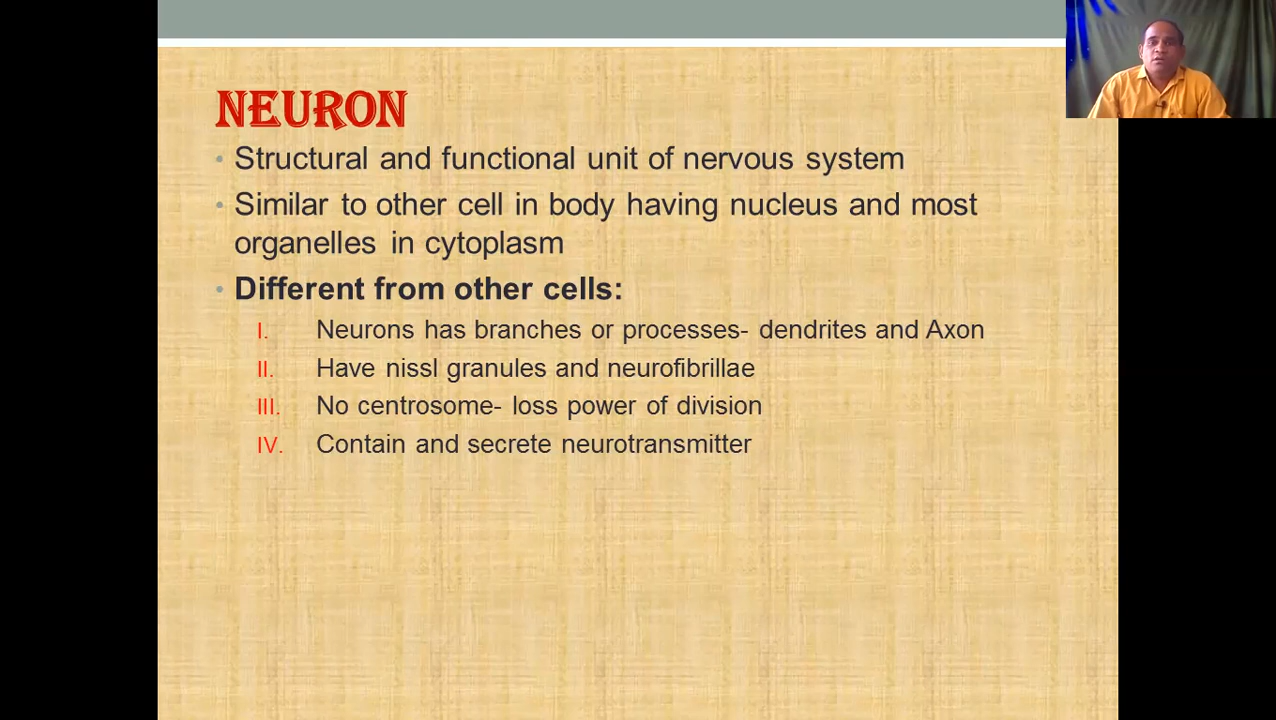 NEURON
• Structural and functional unit of nervous system
• Similar to other cell in body having nucleus and most
organelles in cytoplasm
• Different from other cells:
I. Neurons has branches or processes- dendrites and Axon
II. Have nissl granules and neurofibrillae
III. No centrosome- loss power of division
IV. Contain and secrete neurotransmitter